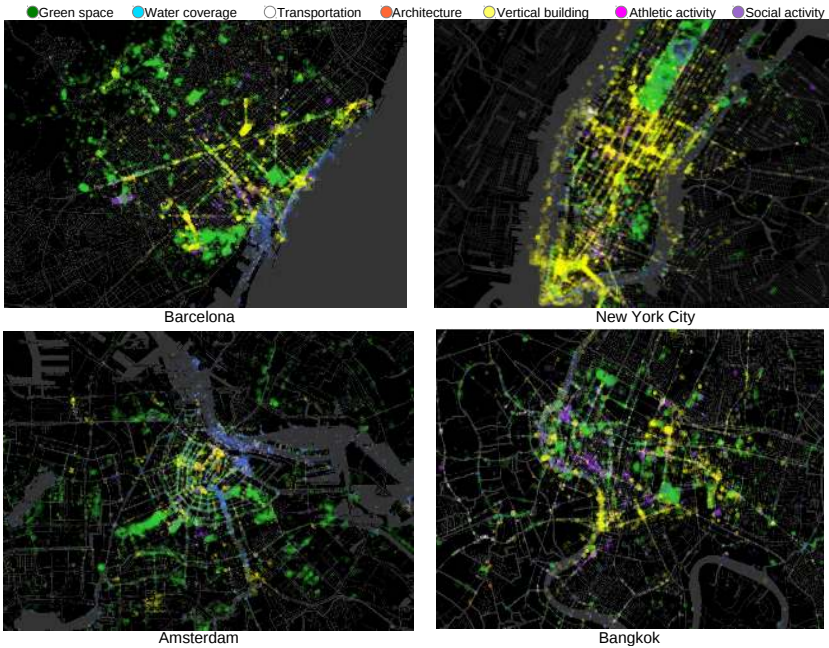 Green space Water coverage Transportation Architecture Vertical building Athletic activity Social activity
Barcelona
New York City
Amsterdam
Bangkok